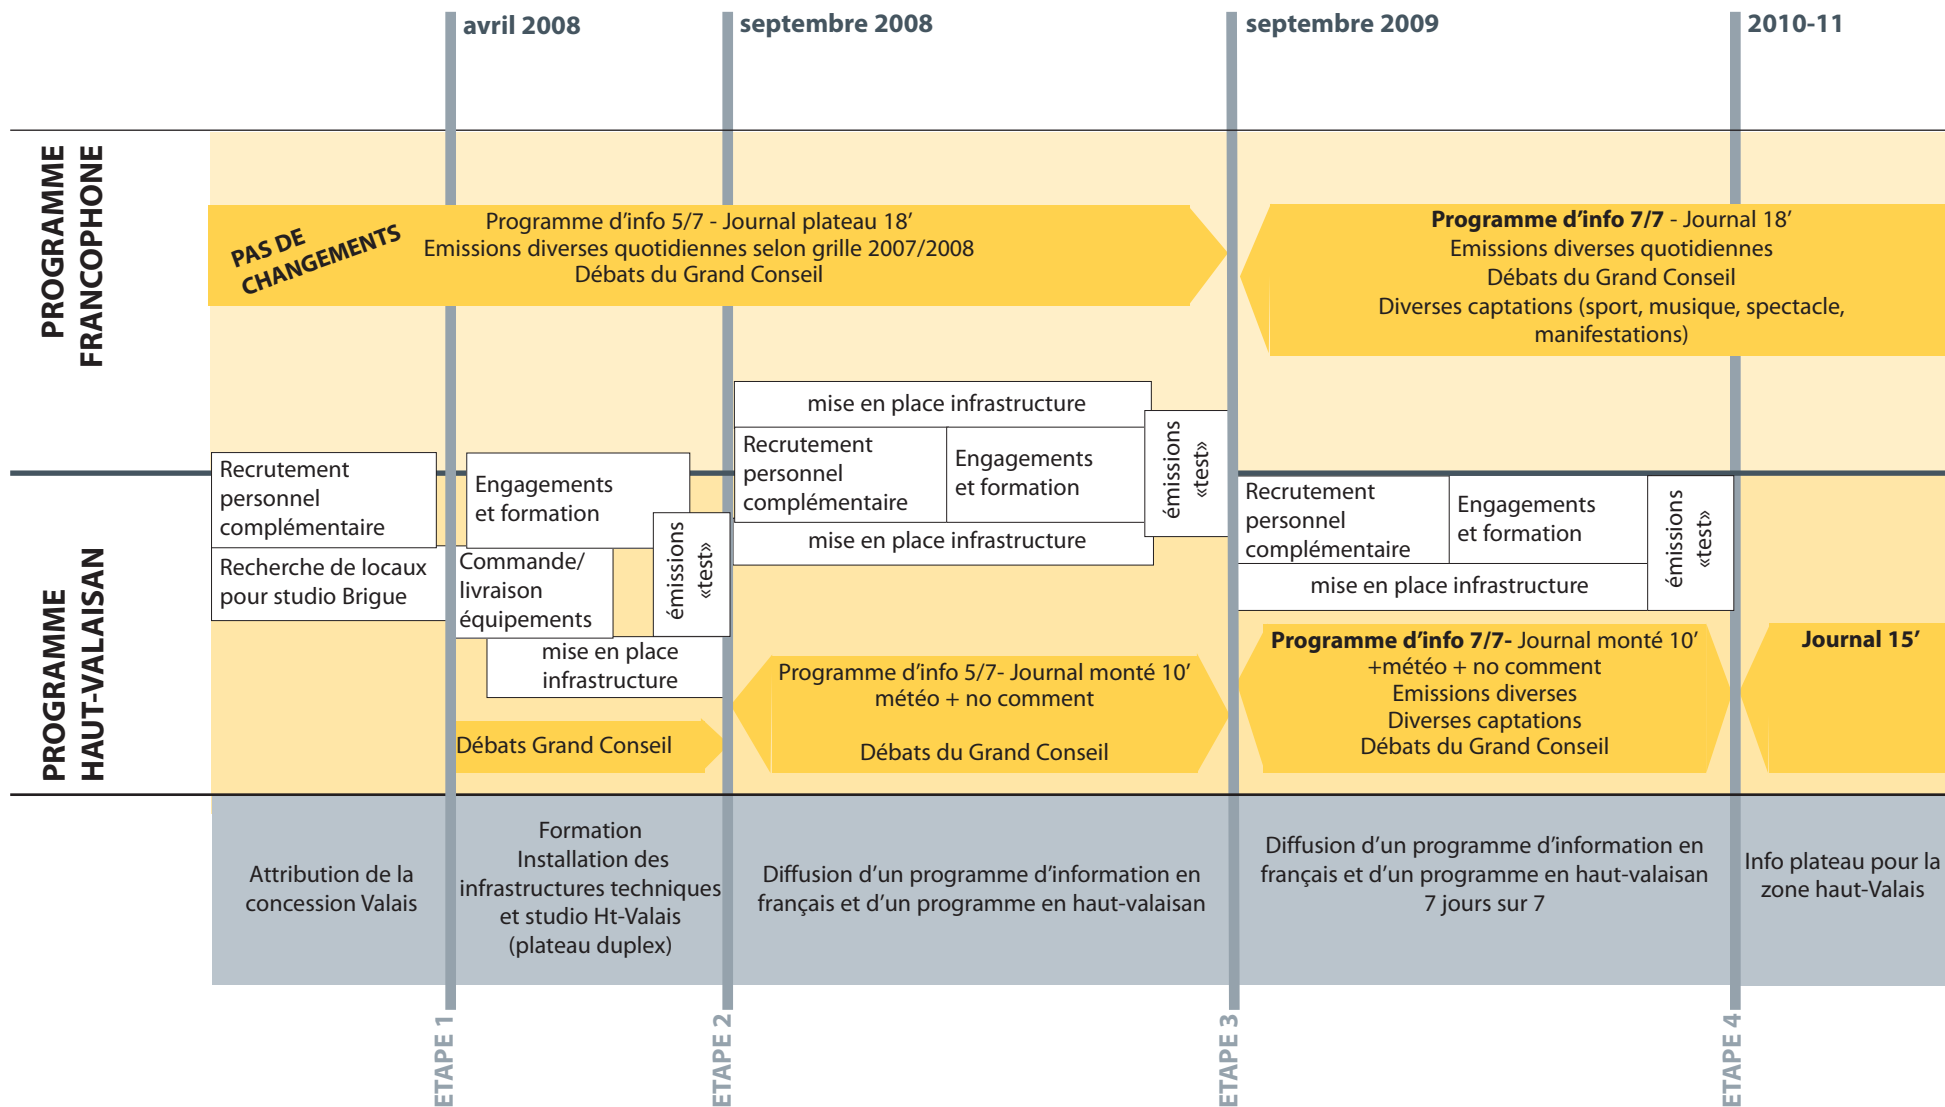 avril 2008
septembre 2008
septembre 2009
2010-11
PROGRAMME
FRANCOPHONE
PAS DE
CHANGEMENTS
Programme d’info 5/7 - Journal plateau 18’
Emissions diverses quotidiennes selon grille 2007/2008
Débats du Grand Conseil
Programme d’info 7/7 - Journal 18’
Emissions diverses quotidiennes
Débats du Grand Conseil
Diverses captations (sport, musique, spectacle,
manifestations)
PROGRAMME
HAUT-VALAISAN
Recrutement
personnel
complémentaire
Recherche de locaux
pour studio Brigue
Engagements
et formation
Commande/
livraison
équipements
émissions
«test»
mise en place
infrastructure
Débats Grand Conseil
mise en place infrastructure
Recrutement
personnel
complémentaire
Engagements
et formation
mise en place infrastructure
émissions
«test»
Programme d’info 5/7- Journal monté 10’
météo + no comment
Débats du Grand Conseil
Recrutement
personnel
complémentaire
Engagements
et formation
mise en place infrastructure
émissions
«test»
Programme d’info 7/7- Journal monté 10’
+météo + no comment
Emissions diverses
Diverses captations
Débats du Grand Conseil
Journal 15’
Attribution de la
concession Valais
Formation
Installation des
infrastructures techniques
et studio Ht-Valais
(plateau duplex)
Diffusion d’un programme d’information en
français et d’un programme en haut-valaisan
Diffusion d’un programme d’information en
français et d’un programme en haut-valaisan
7 jours sur 7
Info plateau pour la
zone haut-Valais
ETAPE 1
ETAPE 2
ETAPE 3
ETAPE 4